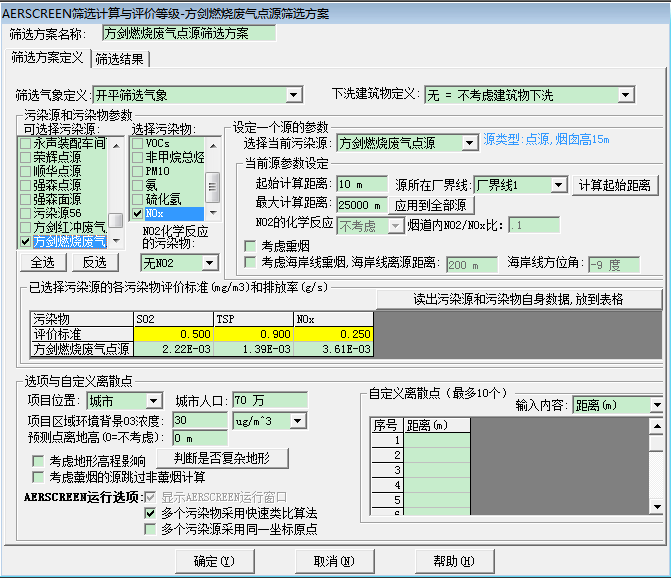 AERSCREEN筛选计算与评价等级-方剑燃烧废气点源筛选方案
筛选方案名称: 方剑燃烧废气点源筛选方案
筛选方案定义 筛选结果
筛选气象定义: 开平筛选气象 下洗建筑物定义: 无 = 不考虑建筑物下洗
污染源和污染物参数
可选择污染源: 选择污染物:
永声装配车间
荣辉点源
顺华点源
强森点源
强森面源
污染源56
方剑红冲废气
方剑燃烧废气
VOCs
非甲烷总烃
PM10
氨
硫化氢
NOx
全选 反选
NO2化学反应
的污染物:
无NO2
设定一个源的参数
选择当前污染源: 方剑燃烧废气点源 源类型:点源, 烟囱高15m
当前源参数设定
起始计算距离: 10 m 源所在厂界线: 厂界线1 计算起始距离
最大计算距离: 25000 m 应用到全部源
NO2的化学反应 不考虑 烟道内NO2/NOx比: .1
考虑重烟
考虑海岸线重烟, 海岸线离源距离: 200 m 海岸线方位角: -9 度
已选择污染源的各污染物评价标准(mg/m3)和排放率(g/s)
读出污染源和污染物自身数据, 放到表格
污染物 SO2 TSP NOx
评价标准 0.500 0.900 0.250
方剑燃烧废气点源 2.22E-03 1.39E-03 3.61E-03
选项与自定义离散点
项目位置: 城市 城市人口: 70 万
项目区域环境背景O3浓度: 30 ug/m^3
预测点离地高(0=不考虑): 0 m
考虑地形高程影响 判断是否复杂地形
考虑薰烟的源跳过非薰烟计算
AERSCREEN运行选项: 显示AERSCREEN运行窗口
多个污染物采用快速类比算法
多个污染源采用同一坐标原点
自定义离散点（最多10个）
输入内容: 距离(m)
序号 距离(m)
1
2
3
4
5
6
确定(Y) 取消(N) 帮助(H)